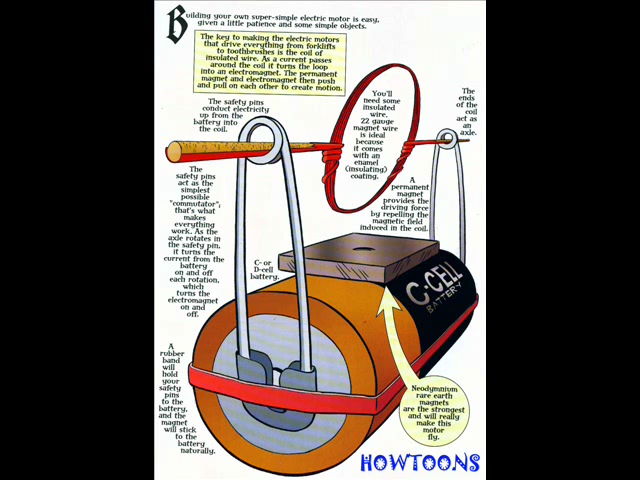 Building your own super-simple electric motor is easy,
given a little patience and some simple objects.
The key to making the electric motors
that drive everything from forklifts
to toothbrushes is the coil of
insulated wire. As a current passes
around the coil it turns the loop
into an electromagnet. The permanent
magnet and electromagnet then push
and pull on each other to create motion.
The safety pins
conduct electricity
up from the
battery into
the coil.
You'll
need some
insulated
wire.
22 gauge
magnet wire
is ideal
because
it comes
with an
enamel
(insulating)
coating.
The
ends
of the
coil
act as
an
axle.
The
safety pins
act as the
simplest
possible
"commutator",
that's what
makes
everything
work. As the
axle rotates in
the safety pin,
it turns the
current from the
battery
on and off
each rotation,
which
turns the
electromagnet
on and
off.
A
permanent
magnet
provides the
driving force
by repelling the
magnetic field
induced in the coil.
C- or
D-cell
battery.
C-CELL
BATTERY
A
rubber
band
will
hold
your
safety
pins
to the
battery,
and the
magnet
will stick
to the
battery
naturally.
Neodymnium
rare earth
magnets
are the strongest
and will really
make this
motor
fly.
HOWTOONS